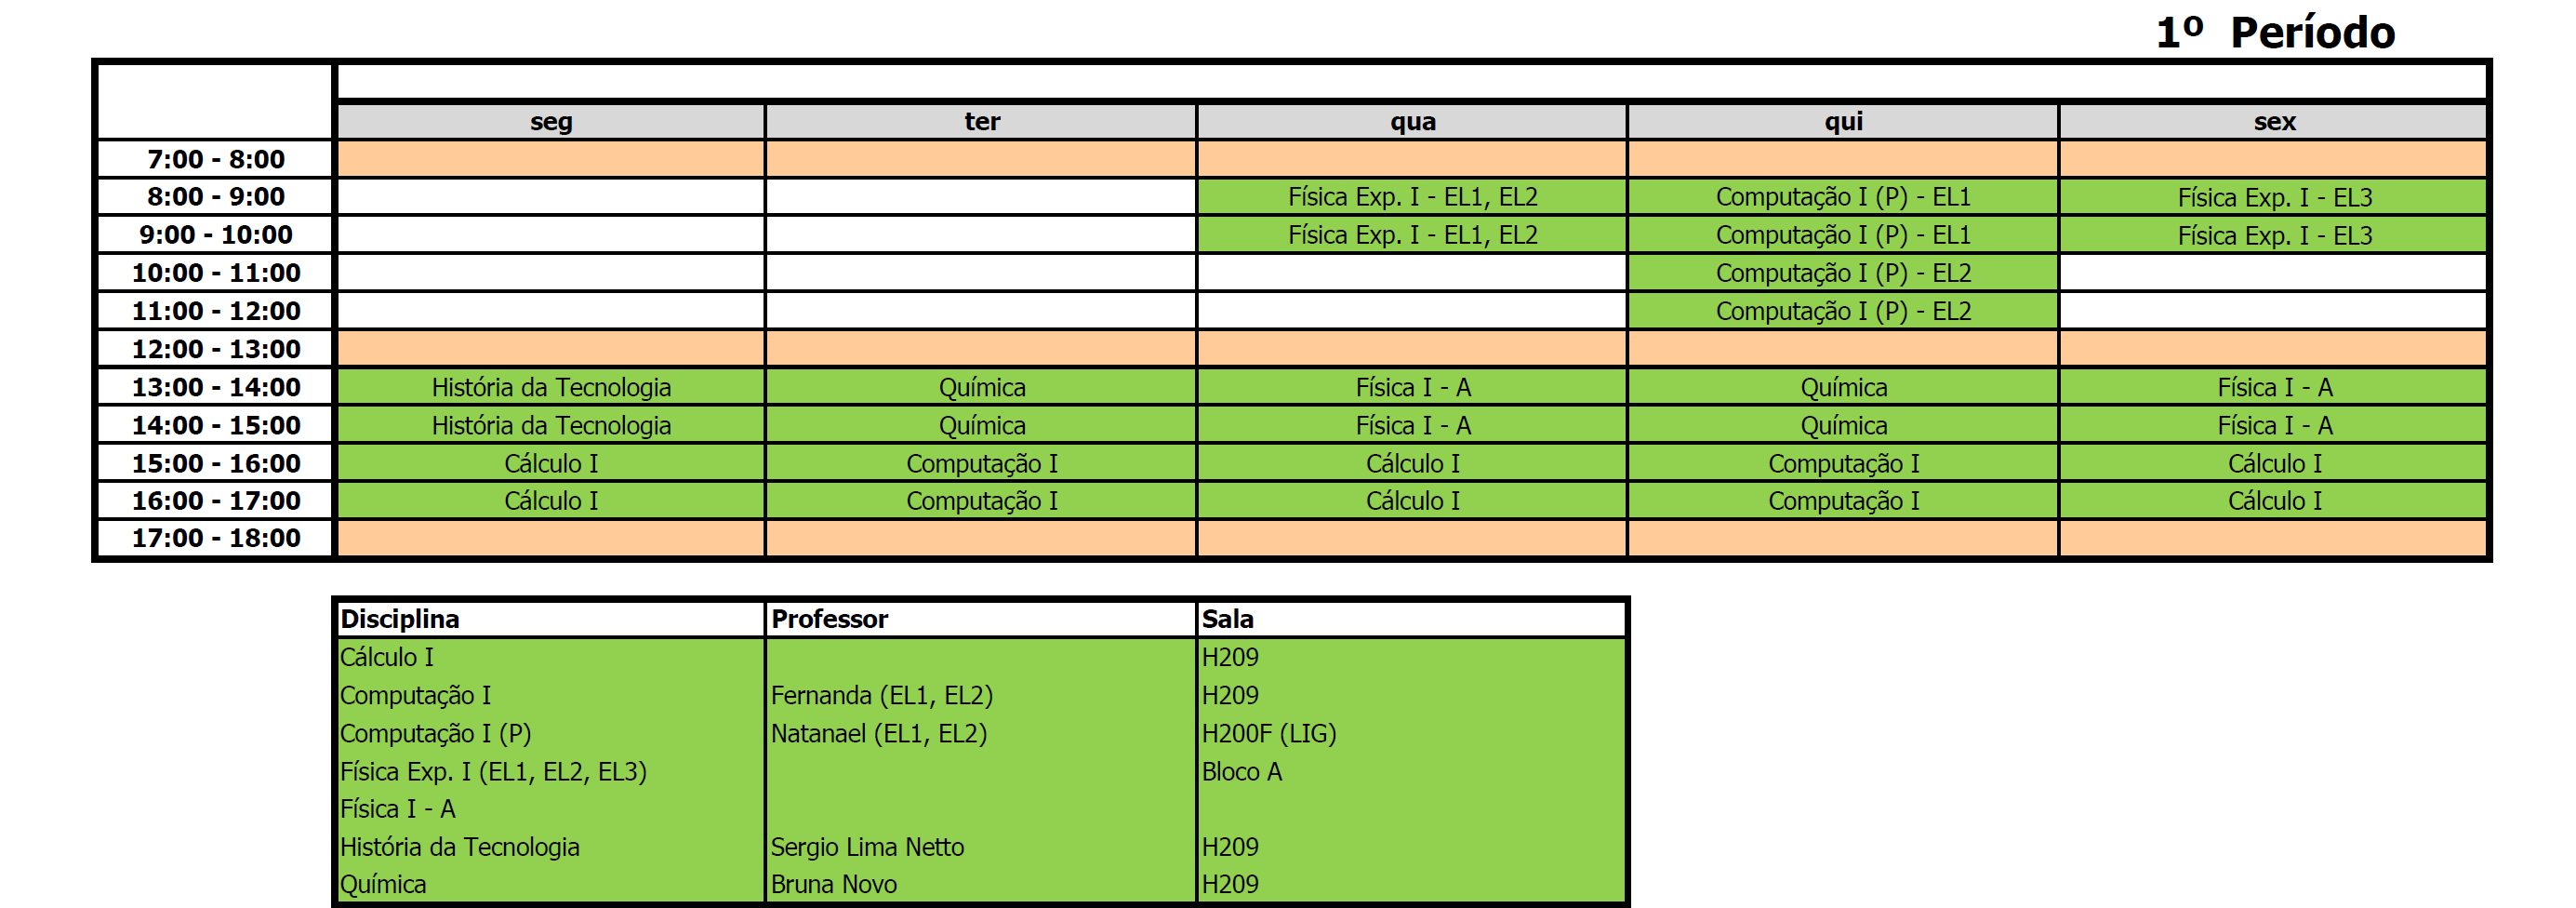 1º Período
seg ter qua qui sex
7:00 - 8:00
8:00 - 9:00 Física Exp. I - EL1, EL2 Computação I (P) - EL1 Física Exp. I - EL3
9:00 - 10:00 Física Exp. I - EL1, EL2 Computação I (P) - EL1 Física Exp. I - EL3
10:00 - 11:00 Computação I (P) - EL2
11:00 - 12:00 Computação I (P) - EL2
12:00 - 13:00
13:00 - 14:00 História da Tecnologia Química Física I - A Química Física I - A
14:00 - 15:00 História da Tecnologia Química Física I - A Química Física I - A
15:00 - 16:00 Cálculo I Computação I Cálculo I Computação I Cálculo I
16:00 - 17:00 Cálculo I Computação I Cálculo I Computação I Cálculo I
17:00 - 18:00
Disciplina Professor Sala
Cálculo I H209
Computação I Fernanda (EL1, EL2) H209
Computação I (P) Natanael (EL1, EL2) H200F (LIG)
Física Exp. I (EL1, EL2, EL3) Bloco A
Física I - A
História da Tecnologia Sergio Lima Netto H209
Química Bruna Novo H209